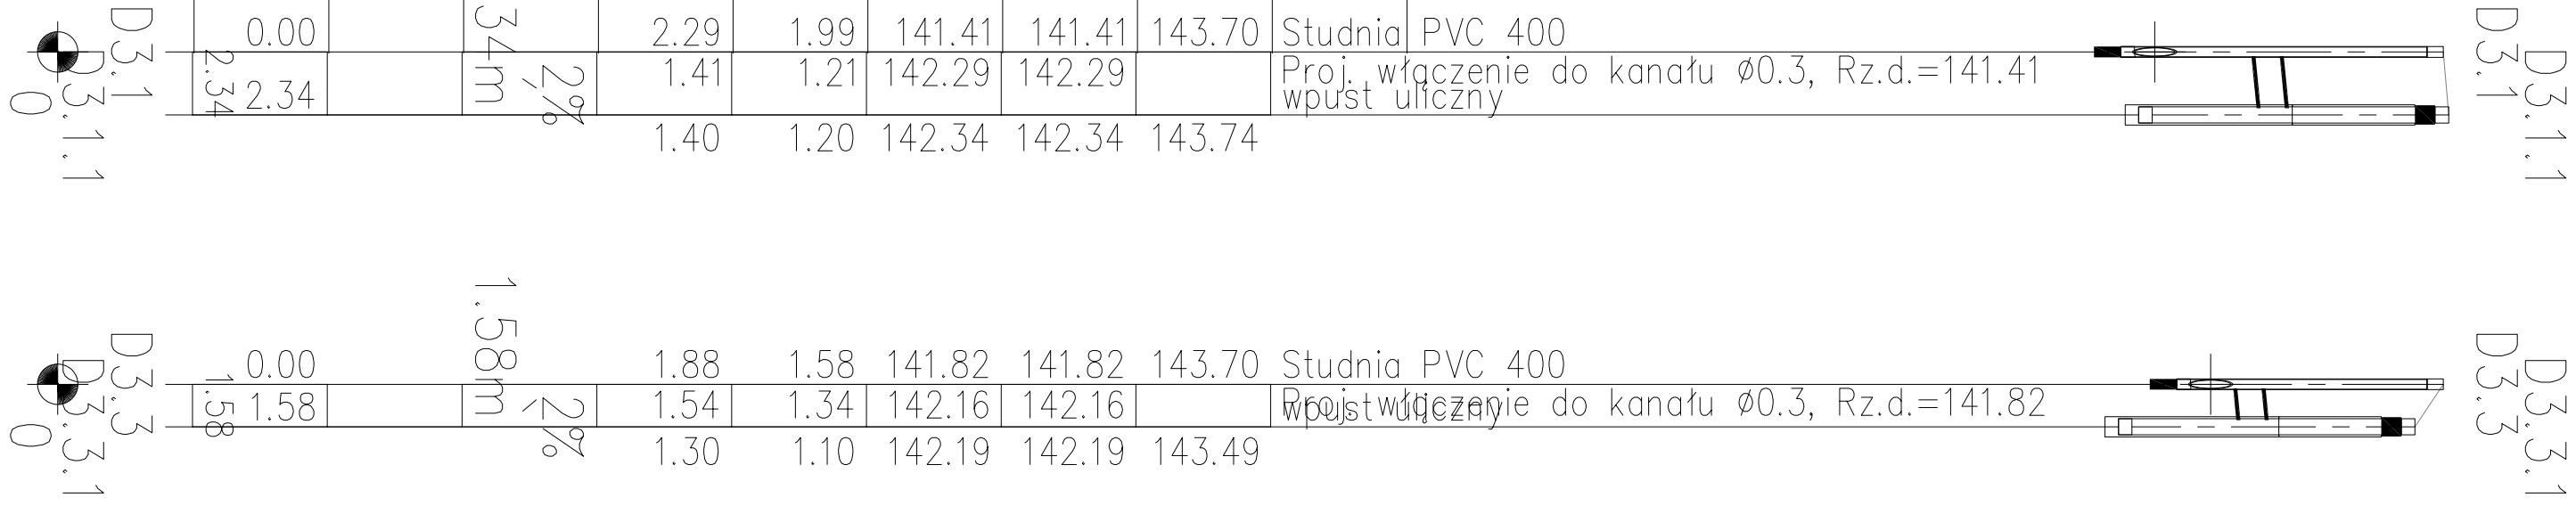 D3.1
D3.1.1
0
2.34
0.00
2.34
34m
2%
2.29 1.99 141.41 141.41 143.70 Studnia PVC 400
1.41 1.21 142.29 142.29 Proj. włączenie do kanału Ø0.3, Rz.d.=141.41
wpust uliczny
1.40 1.20 142.34 142.34 143.74
D3.1
D3.1.1
D3.3
D3.3.1
0
1.58
0.00
1.58
1.58m
2%
1.88 1.58 141.82 141.82 143.70 Studnia PVC 400
1.54 1.34 142.16 142.16 Proj. włączenie do kanału Ø0.3, Rz.d.=141.82
wpust uliczny
1.30 1.10 142.19 142.19 143.49
D3.3
D3.3.1